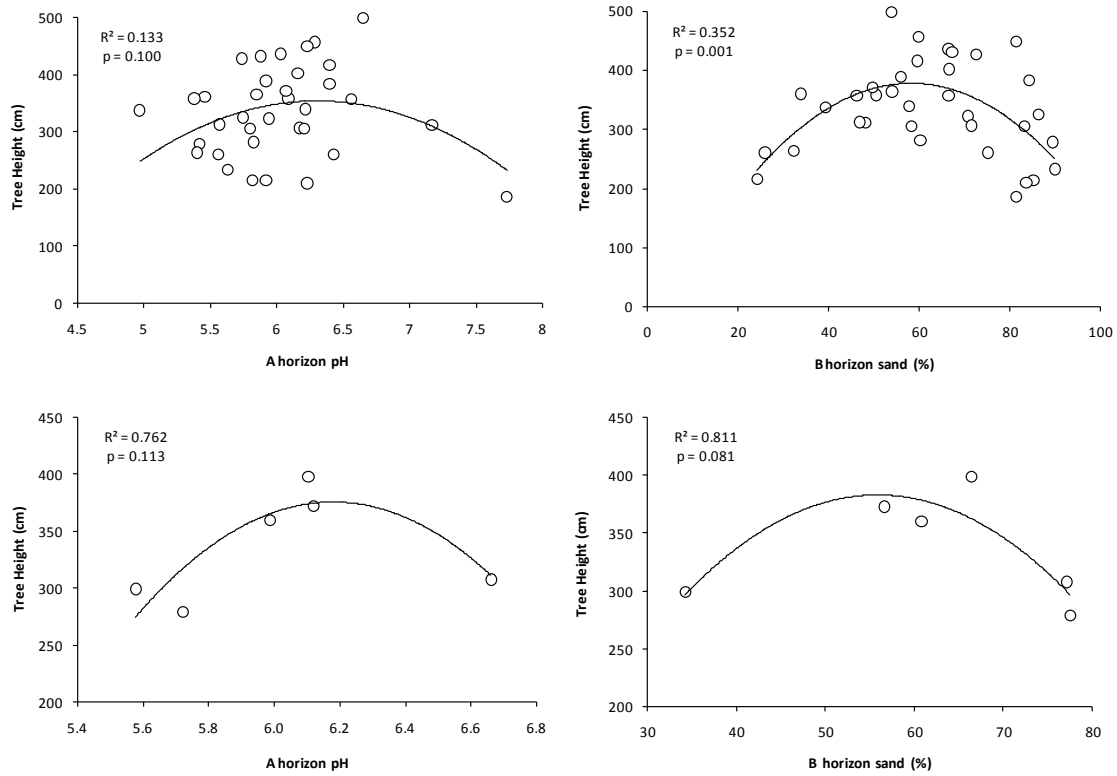 R² = 0.133
p = 0.100
Tree Height (cm)
500
400
300
200
100
0
4.5 5 5.5 6 6.5 7 7.5 8
A horizon pH
R² = 0.352
p = 0.001
Tree Height (cm)
500
400
300
200
100
0
0 20 40 60 80 100
B horizon sand (%)
R² = 0.762
p = 0.113
Tree Height (cm)
450
400
350
300
250
200
5.4 5.6 5.8 6.0 6.2 6.4 6.6 6.8
A horizon pH
R² = 0.811
p = 0.081
Tree Height (cm)
450
400
350
300
250
200
30 40 50 60 70 80
B horizon sand (%)